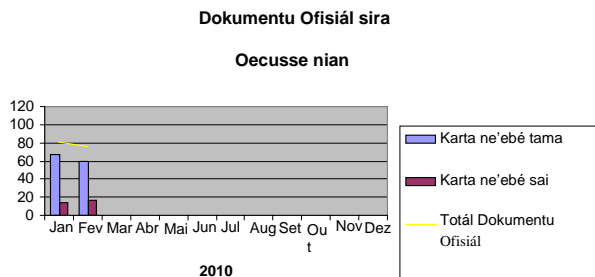 Dokumentu Ofisiál sira
Oecusse nian
120
100
80
60
40
20
0
Jan Fev Mar Abr Mai Jun Jul Aug Set Out Nov Dez
2010
Karta ne'ebé tama
Karta ne'ebé sai
Totál Dokumentu
Ofisiál